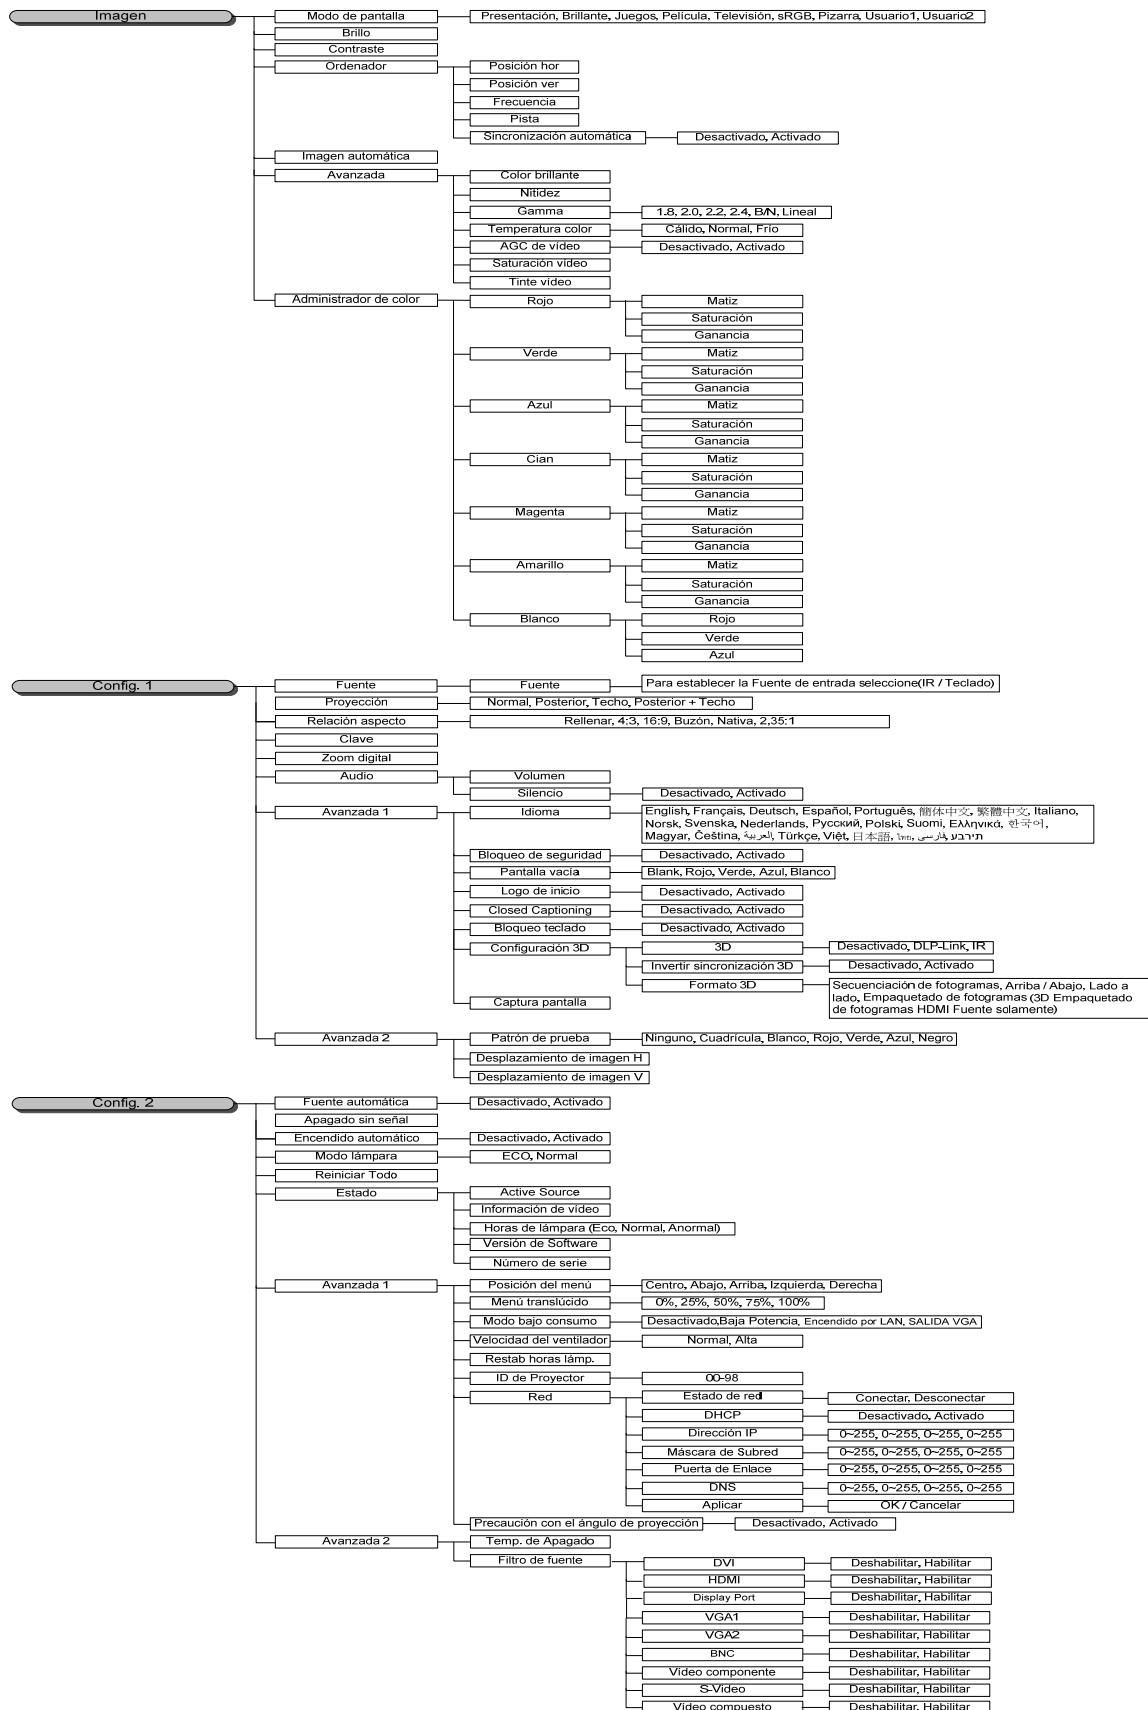 Imagen
Modo de pantalla
Presentación, Brillante, Juegos, Película, Televisión, sRGB, Pizarra, Usuario1, Usuario2
Brillo
Contraste
Ordenador
Posición hor
Posición ver
Frecuencia
Pista
Sincronización automática
Desactivado, Activado
Imagen automática
Avanzada
Color brillante
Nitidez
Gamma
1.8, 2.0, 2.2, 2.4, B/N, Lineal
Temperatura color
Cálido, Normal, Frío
AGC de vídeo
Desactivado, Activado
Saturación vídeo
Tinte vídeo
Administrador de color
Rojo
Matiz
Saturación
Ganancia
Verde
Matiz
Saturación
Ganancia
Azul
Matiz
Saturación
Ganancia
Cian
Matiz
Saturación
Ganancia
Magenta
Matiz
Saturación
Ganancia
Amarillo
Matiz
Saturación
Ganancia
Blanco
Rojo
Verde
Azul
Config. 1
Fuente
Fuente
Para establecer la Fuente de entrada seleccione(IR / Teclado)
Proyección
Normal, Posterior, Techo, Posterior + Techo
Relación aspecto
Rellenar, 4:3, 16:9, Buzón, Nativa, 2,35:1
Clave
Zoom digital
Audio
Volumen
Silencio
Desactivado, Activado
Avanzada 1
Idioma
English, Français, Deutsch, Español, Português, 簡体中文, 繁體中文, Italiano,
Norsk, Svenska, Nederlands, Русский, Polski, Suomi, Ελληνικά, 한국어,
Magyar, Čeština, العربية, Türkçe, Việt, 日本語, ไทย, فارسی, תירבע
Bloqueo de seguridad
Desactivado, Activado
Pantalla vacía
Blank, Rojo, Verde, Azul, Blanco
Logo de inicio
Desactivado, Activado
Closed Captioning
Desactivado, Activado
Bloqueo teclado
Desactivado, Activado
Configuración 3D
3D
Desactivado, DLP-Link, IR
Invertir sincronización 3D
Desactivado, Activado
Formato 3D
Secuenciación de fotogramas, Arriba / Abajo, Lado a
lado, Empaquetado de fotogramas (3D Empaquetado
de fotogramas HDMI Fuente solamente)
Captura pantalla
Avanzada 2
Patrón de prueba
Ninguno, Cuadrícula, Blanco, Rojo, Verde, Azul, Negro
Desplazamiento de imagen H
Desplazamiento de imagen V
Config. 2
Fuente automática
Desactivado, Activado
Apagado sin señal
Encendido automático
Desactivado, Activado
Modo lámpara
ECO, Normal
Reiniciar Todo
Estado
Active Source
Información de vídeo
Horas de lámpara (Eco, Normal, Anormal)
Versión de Software
Número de serie
Avanzada 1
Posición del menú
Centro, Abajo, Arriba, Izquierda, Derecha
Menú translúcido
0%, 25%, 50%, 75%, 100%
Modo bajo consumo
Desactivado,Baja Potencia, Encendido por LAN, SALIDA VGA
Velocidad del ventilador
Normal, Alta
Restab horas lámp.
ID de Proyector
00-98
Red
Estado de red
Conectar, Desconectar
DHCP
Desactivado, Activado
Dirección IP
0~255, 0~255, 0~255, 0~255
Máscara de Subred
0~255, 0~255, 0~255, 0~255
Puerta de Enlace
0~255, 0~255, 0~255, 0~255
DNS
0~255, 0~255, 0~255, 0~255
Aplicar
OK / Cancelar
Precaución con el ángulo de proyección
Desactivado, Activado
Avanzada 2
Temp. de Apagado
Filtro de fuente
DVI
Deshabilitar, Habilitar
HDMI
Deshabilitar, Habilitar
Display Port
Deshabilitar, Habilitar
VGA1
Deshabilitar, Habilitar
VGA2
Deshabilitar, Habilitar
BNC
Deshabilitar, Habilitar
Vídeo componente
Deshabilitar, Habilitar
S-Video
Deshabilitar, Habilitar
Vídeo compuesto
Deshabilitar, Habilitar